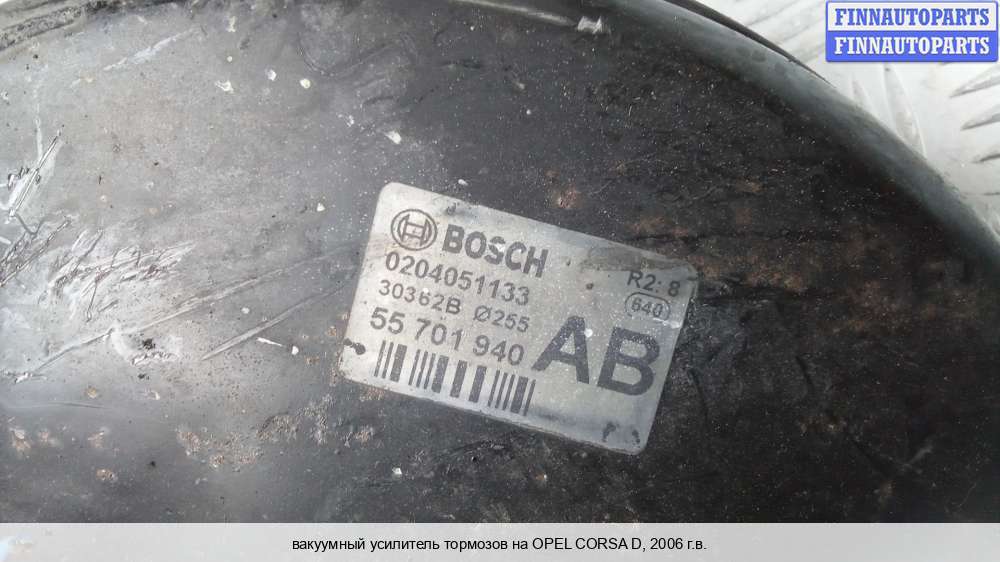 FINNAUTOPARTS
FINNAUTOPARTS
BOSCH
0204051133
R2: 8
30362B Ø255
640
55 701 940
AB
вакуумный усилитель тормозов на OPEL CORSA D, 2006 г.в.